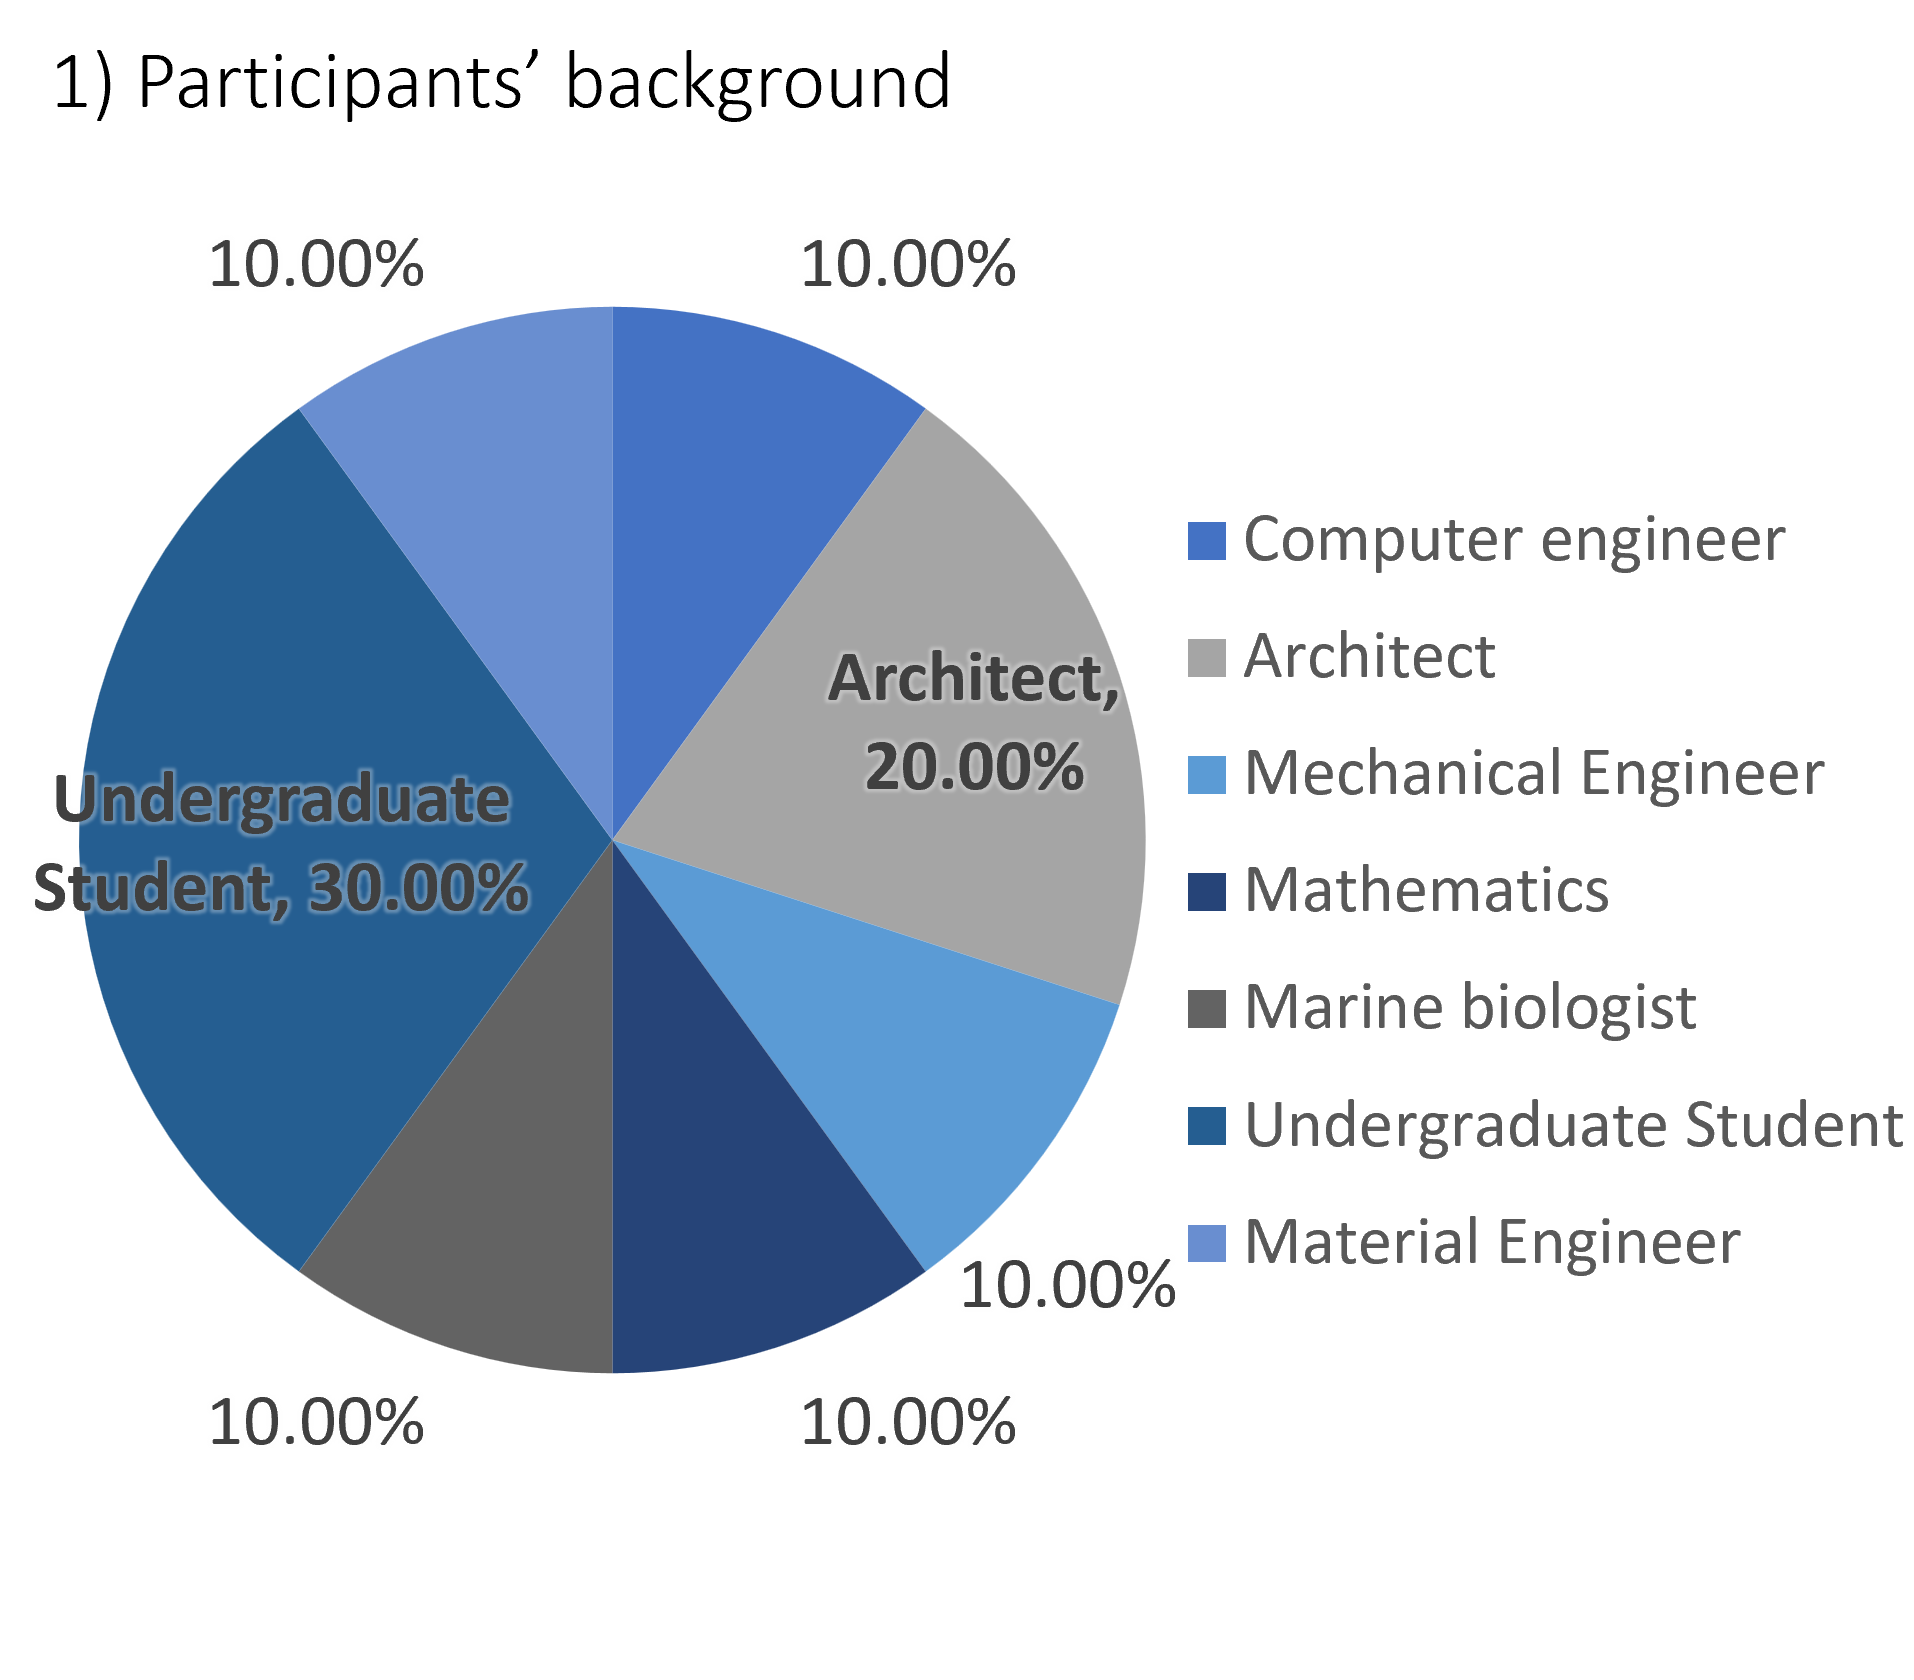 1) Participants’ background
10.00%
10.00%
Architect,
20.00%
Undergraduate
Student, 30.00%
10.00%
10.00%
10.00%
Computer engineer
Architect
Mechanical Engineer
Mathematics
Marine biologist
Undergraduate Student
Material Engineer